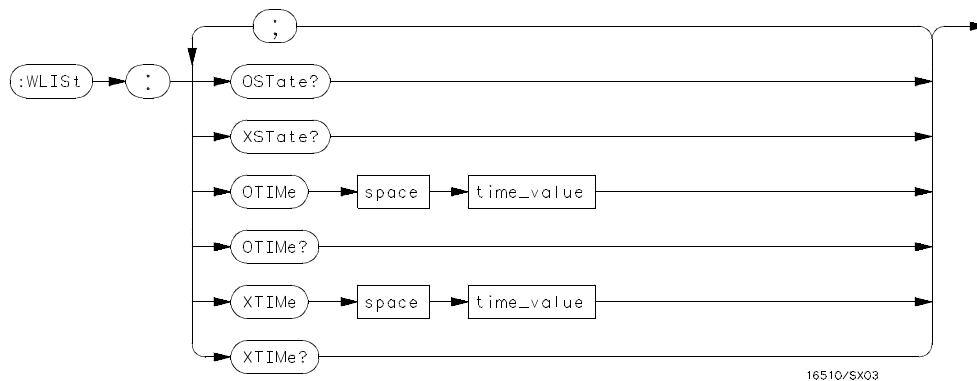 ;
:WLISt : OSTate?
XSTate?
OTIMe space time_value
OTIMe?
XTIMe space time_value
XTIMe?
16510/SX03